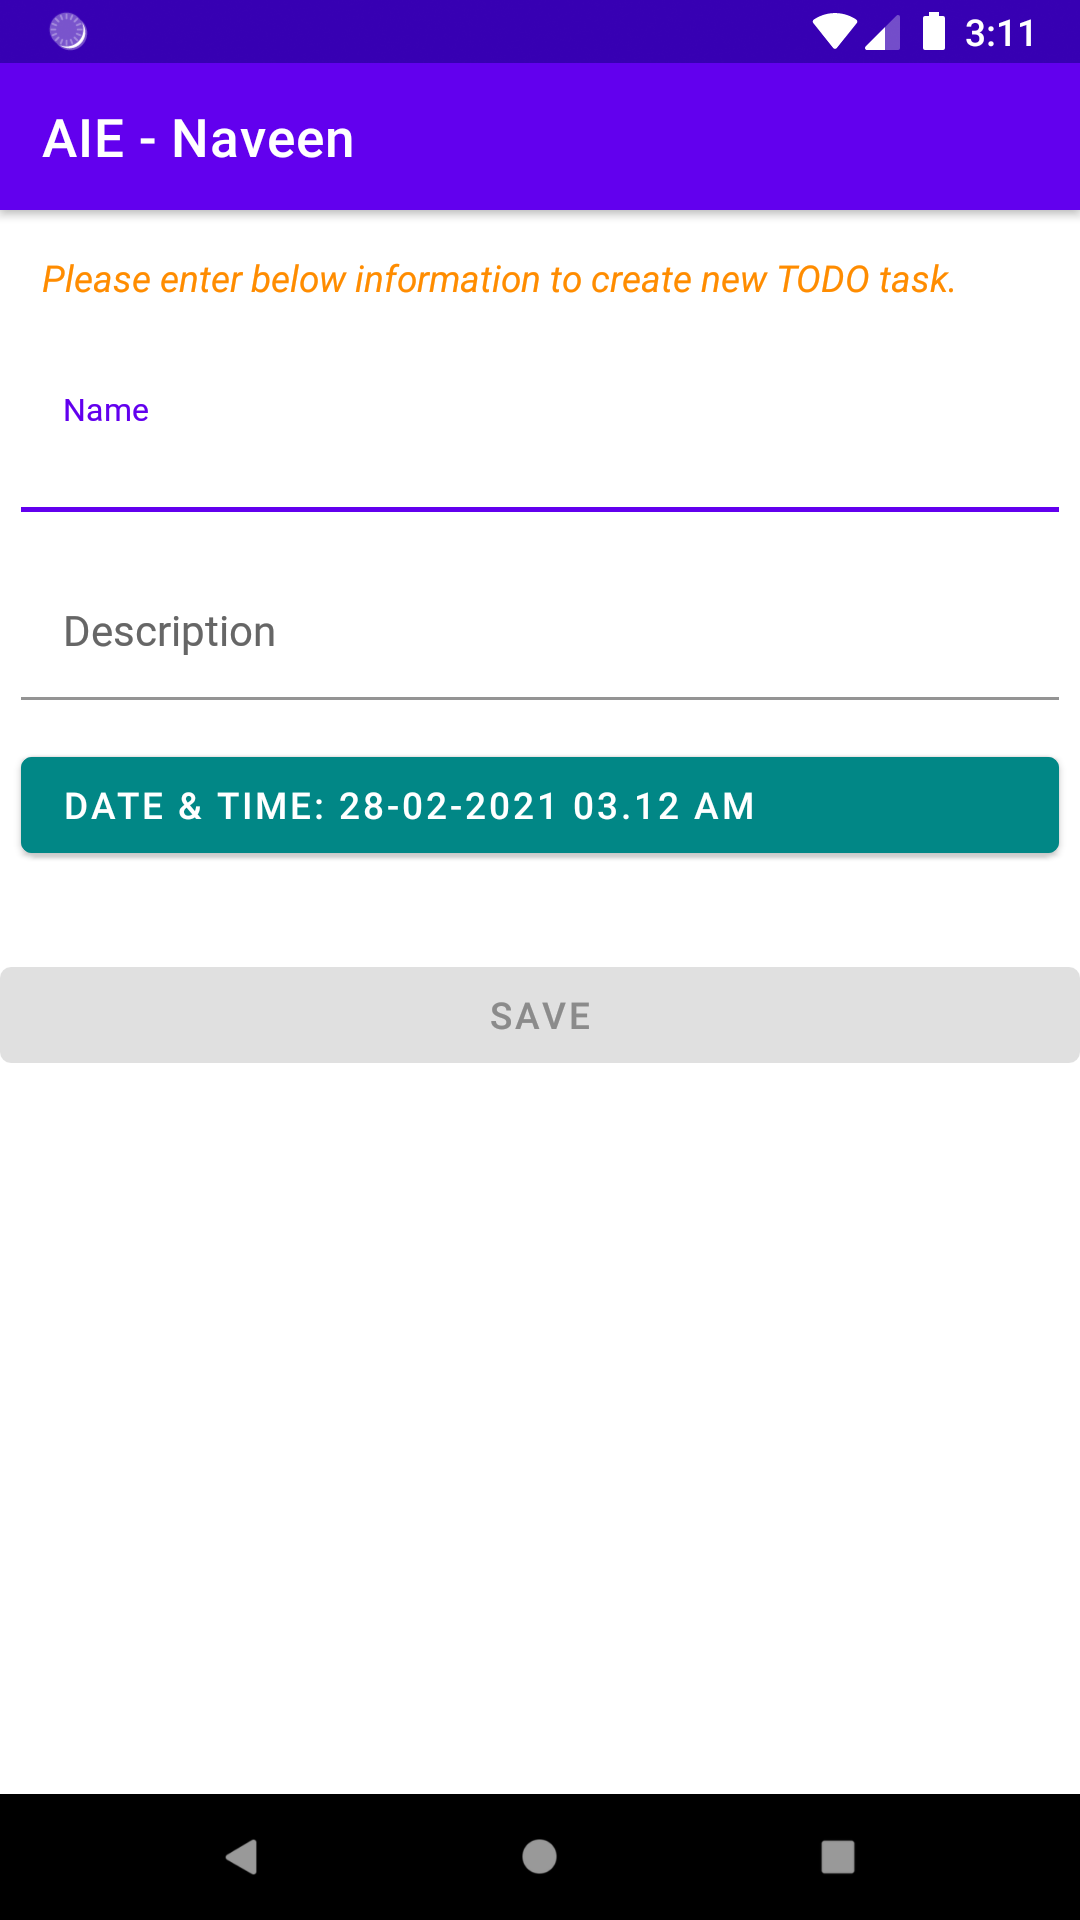 3:11
AIE - Naveen
Please enter below information to create new TODO task.
Name
Description
DATE & TIME: 28-02-2021 03.12 AM
SAVE